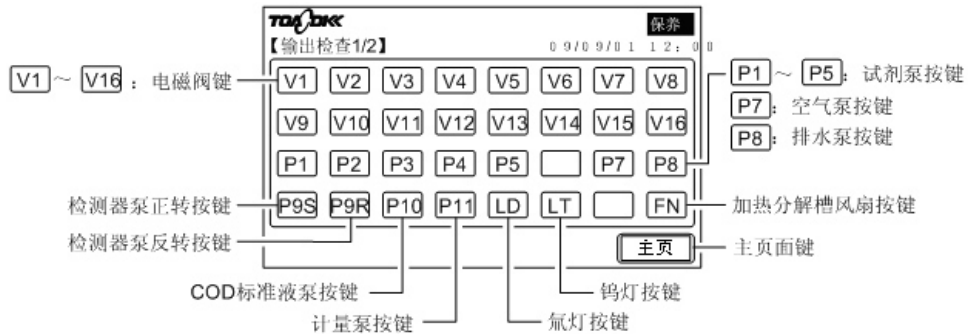 TOADKK
保养
【输出检查1/2】
09/09/01 12:00
V1 V2 V3 V4 V5 V6 V7 V8
V9 V10 V11 V12 V13 V14 V15 V16
P1 P2 P3 P4 P5 P7 P8
P9S P9R P10 P11 LD LT FN
主页
V1 ~ V16 : 电磁阀键
P1 ~ P5: 试剂泵按键
P7: 空气泵按键
P8: 排水泵按键
检测器泵正转按键
加热分解槽风扇按键
检测器泵反转按键
主页面键
COD标准液泵按键
钨灯按键
计量泵按键
氘灯按键